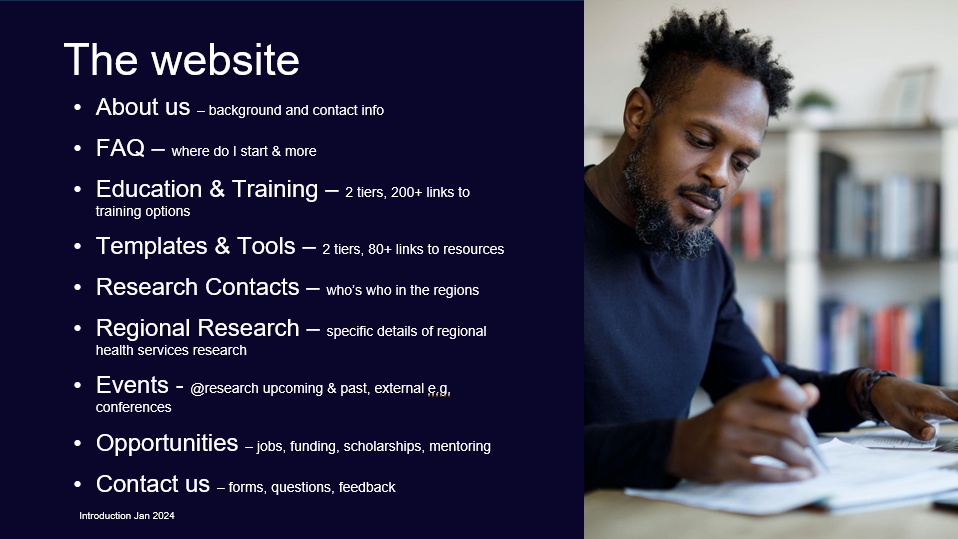 The website
• About us – background and contact info
• FAQ – where do I start & more
• Education & Training – 2 tiers, 200+ links to
training options
• Templates & Tools – 2 tiers, 80+ links to resources
• Research Contacts – who's who in the regions
• Regional Research – specific details of regional
health services research
• Events - @research upcoming & past, external e.g.
conferences
• Opportunities – jobs, funding, scholarships, mentoring
• Contact us – forms, questions, feedback
Introduction Jan 2024